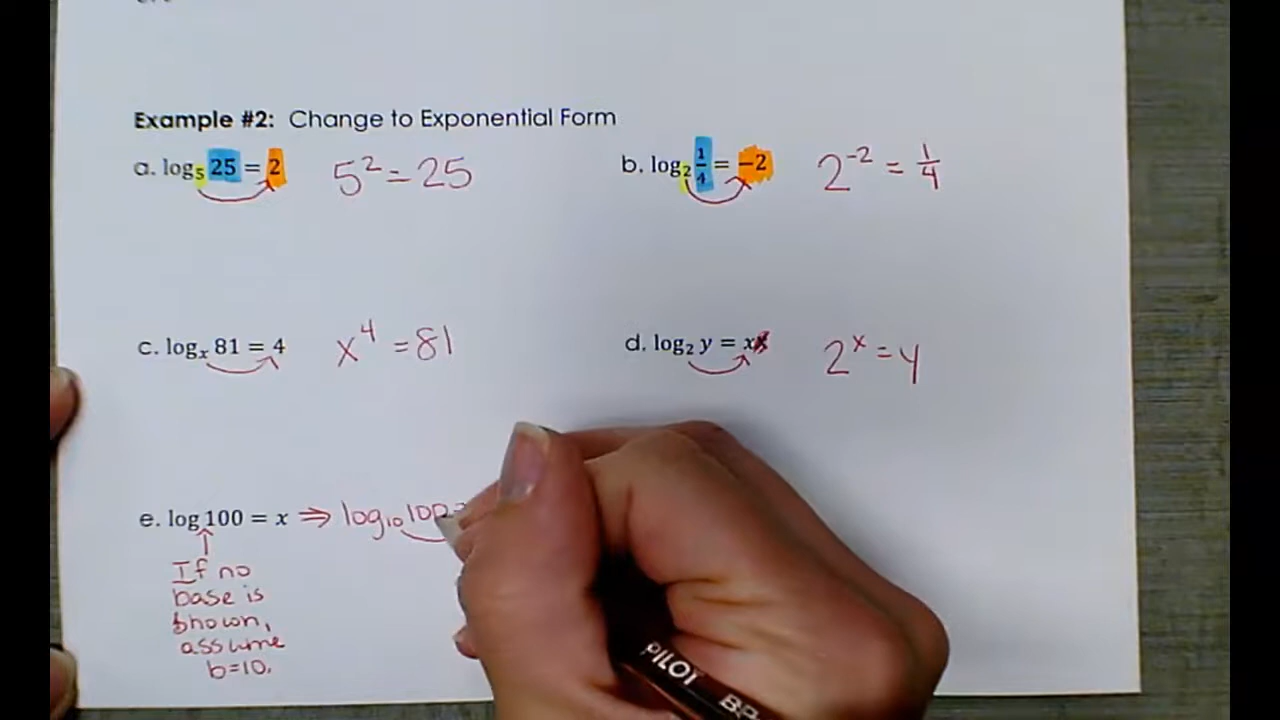 Example #2: Change to Exponential Form
a. log₅ 25 = 2 5² = 25
b. log₂ 1/4 = −2 2⁻² = 1/4
c. logₓ 81 = 4 x⁴ = 81
d. log₂ y = x 2ˣ = y
e. log 100 = x ⇒ log₁₀ 100 =
If no
base is
shown,
assume
b=10.
PILOT